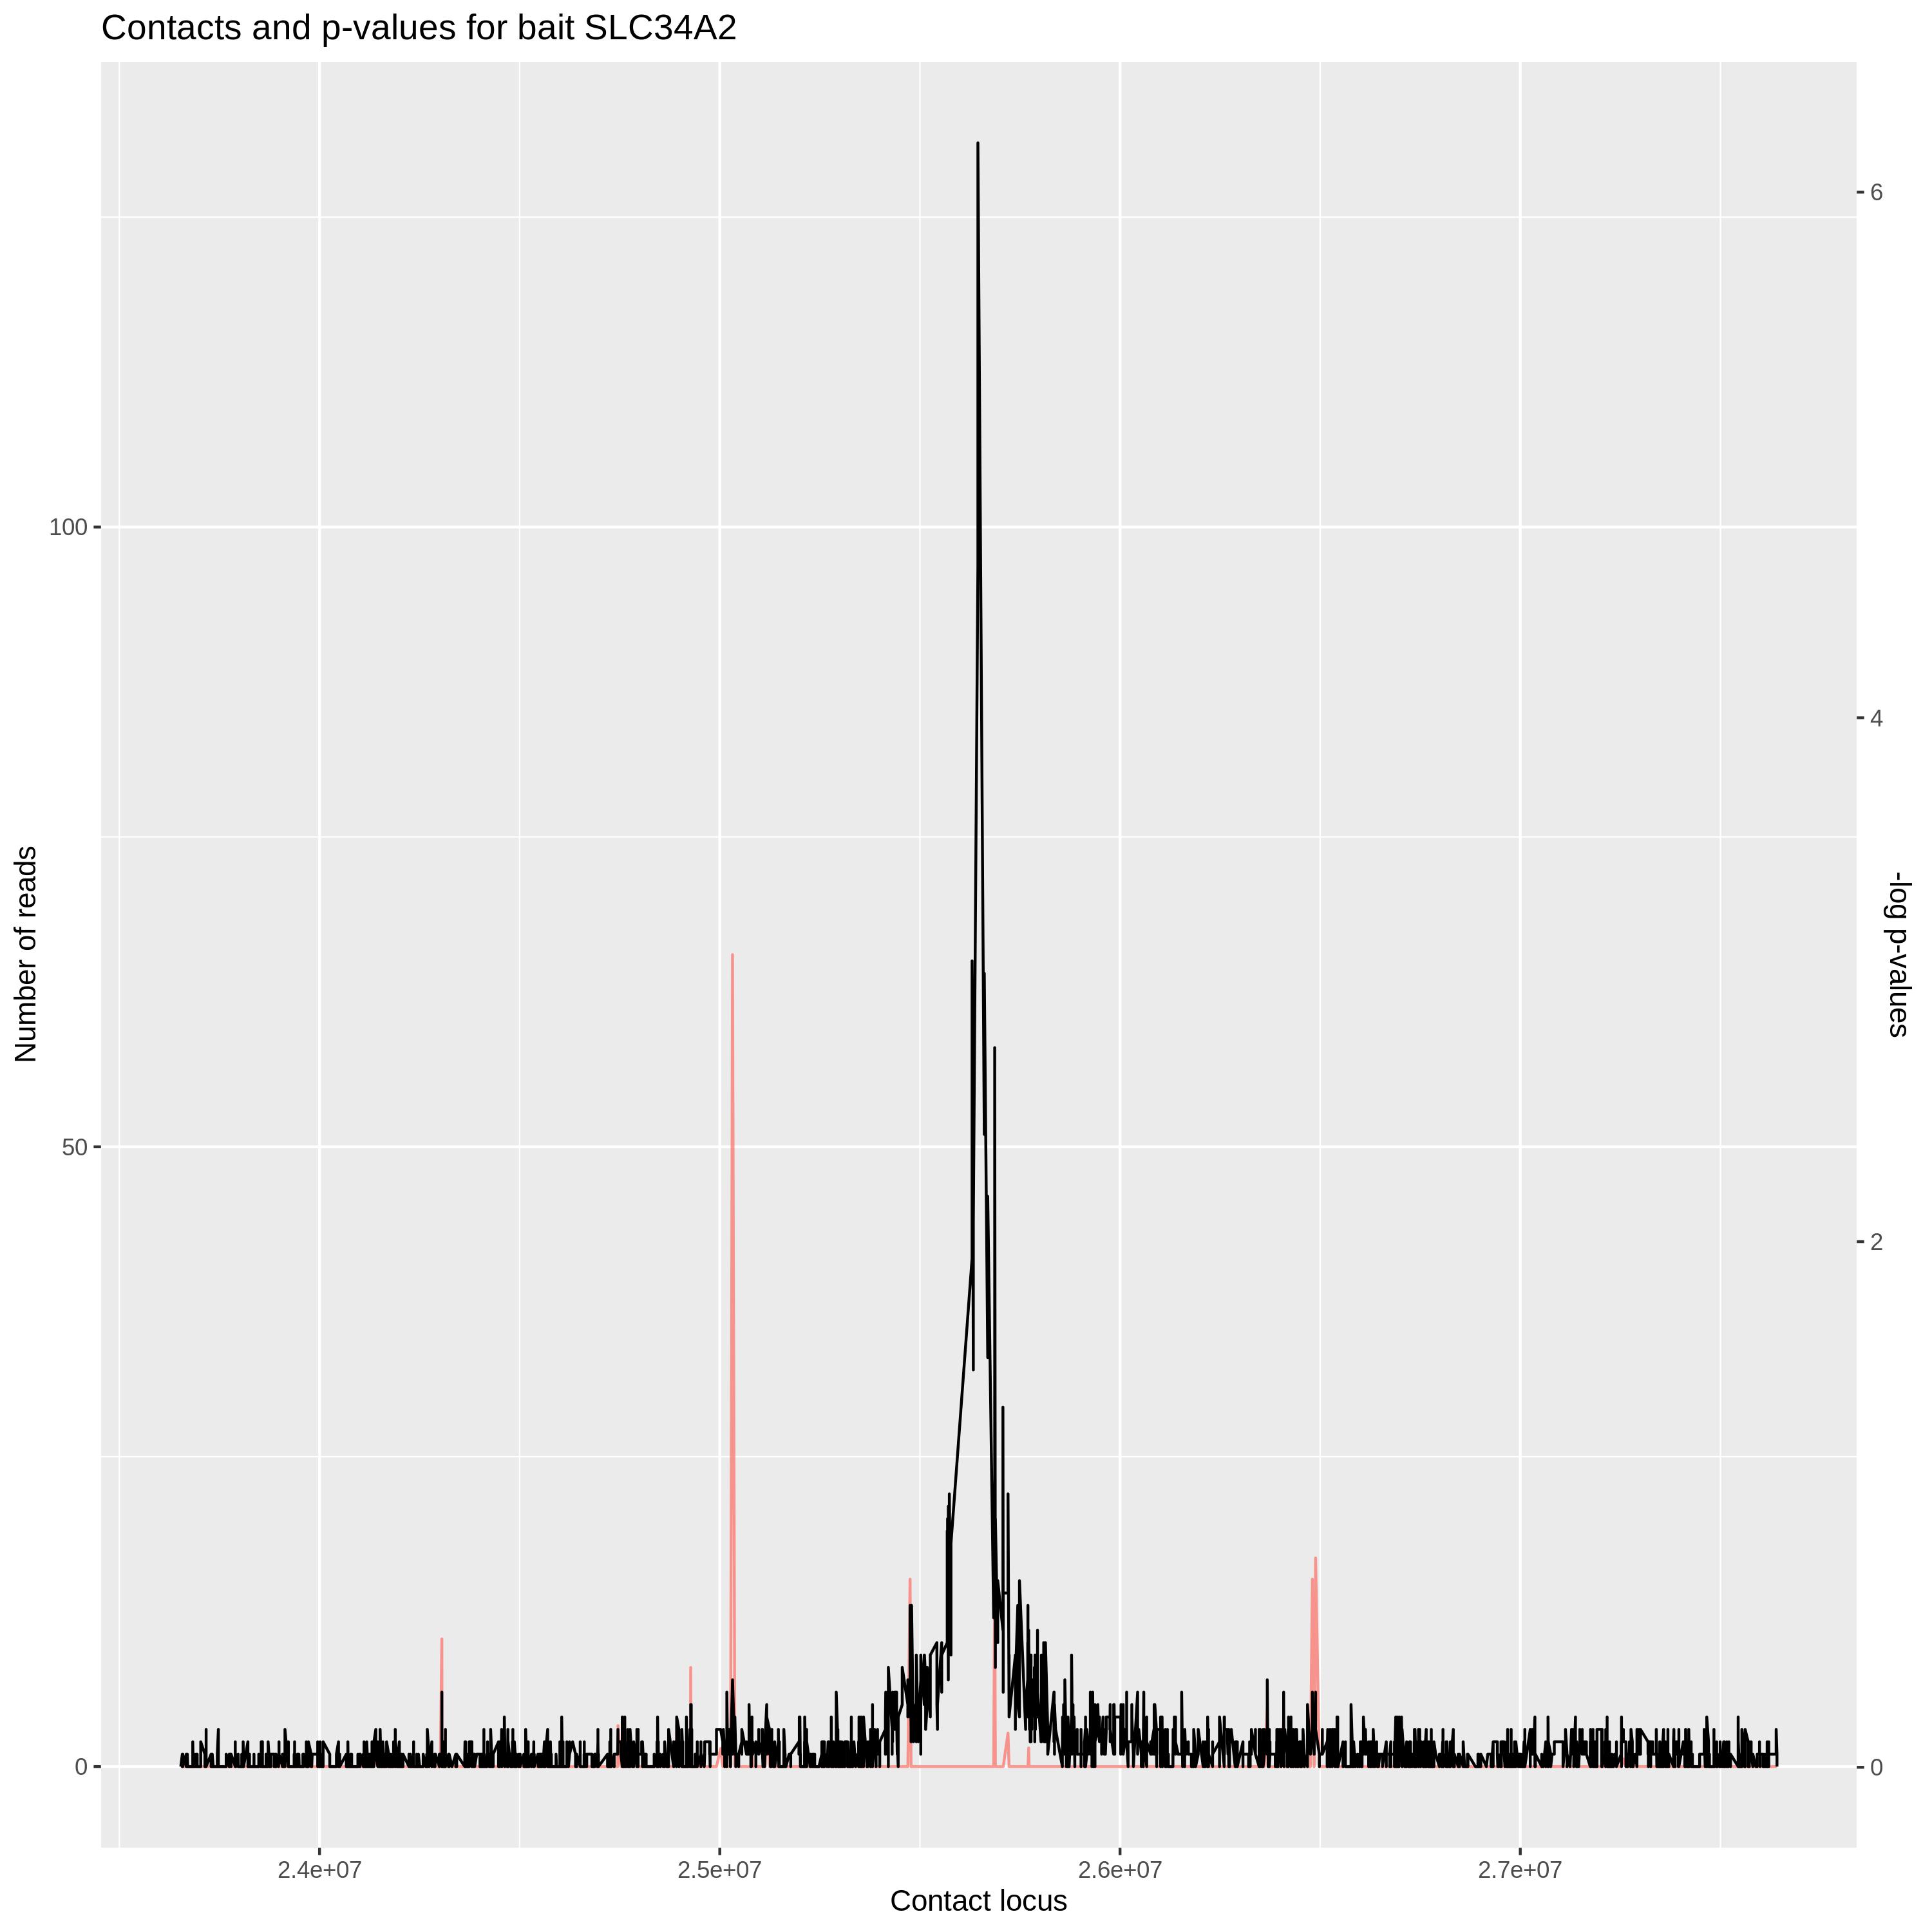 Contacts and p-values for bait SLC34A2
Number of reads
100
50
0
6
4
2
0
-log p-values
2.4e+07
2.5e+07
2.6e+07
2.7e+07
Contact locus